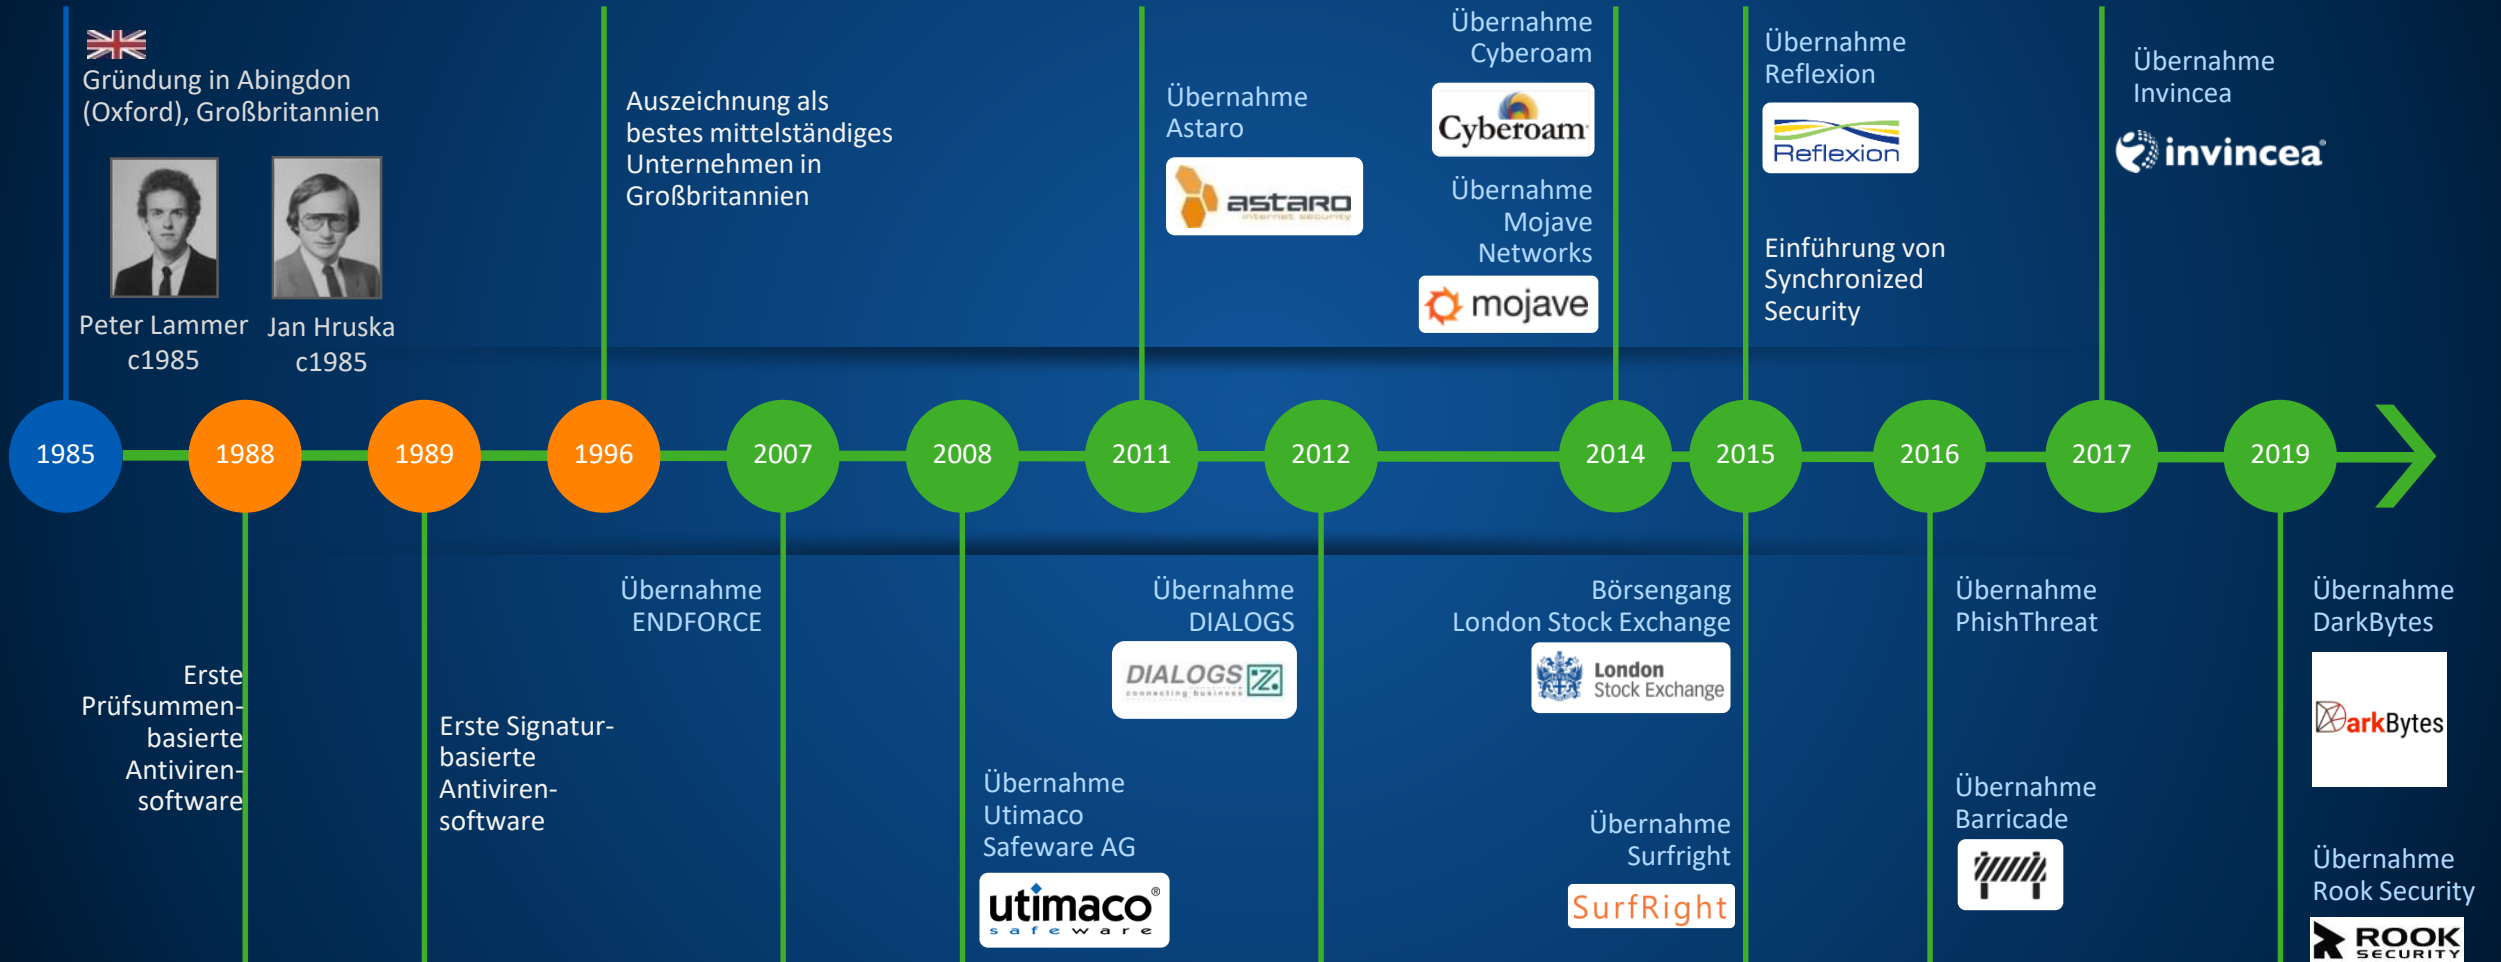 Gründung in Abingdon
(Oxford), Großbritannien
Peter Lammer
c1985
Jan Hruska
c1985
Auszeichnung als
bestes mittelständiges
Unternehmen in
Großbritannien
Übernahme
Astaro
astaro
internet security
Übernahme
Cyberoam
Cyberoam
Übernahme
Mojave
Networks
mojave
Übernahme
Reflexion
Reflexion
Einführung von
Synchronized
Security
Übernahme
Invincea
invincea®
1985
1988
1989
1996
2007
2008
2011
2012
2014
2015
2016
2017
2019
Erste
Prüfsummen-
basierte
Antiviren-
software
Erste Signatur-
basierte
Antiviren-
software
Übernahme
ENDFORCE
Übernahme
Utimaco
Safeware AG
utimaco®
safeware
Übernahme
DIALOGS
DIALOGS
connecting business
Börsengang
London Stock Exchange
London
Stock Exchange
Übernahme
Surfright
SurfRight
Übernahme
PhishThreat
Übernahme
Barricade
Übernahme
DarkBytes
DarkBytes
Übernahme
Rook Security
ROOK
SECURITY